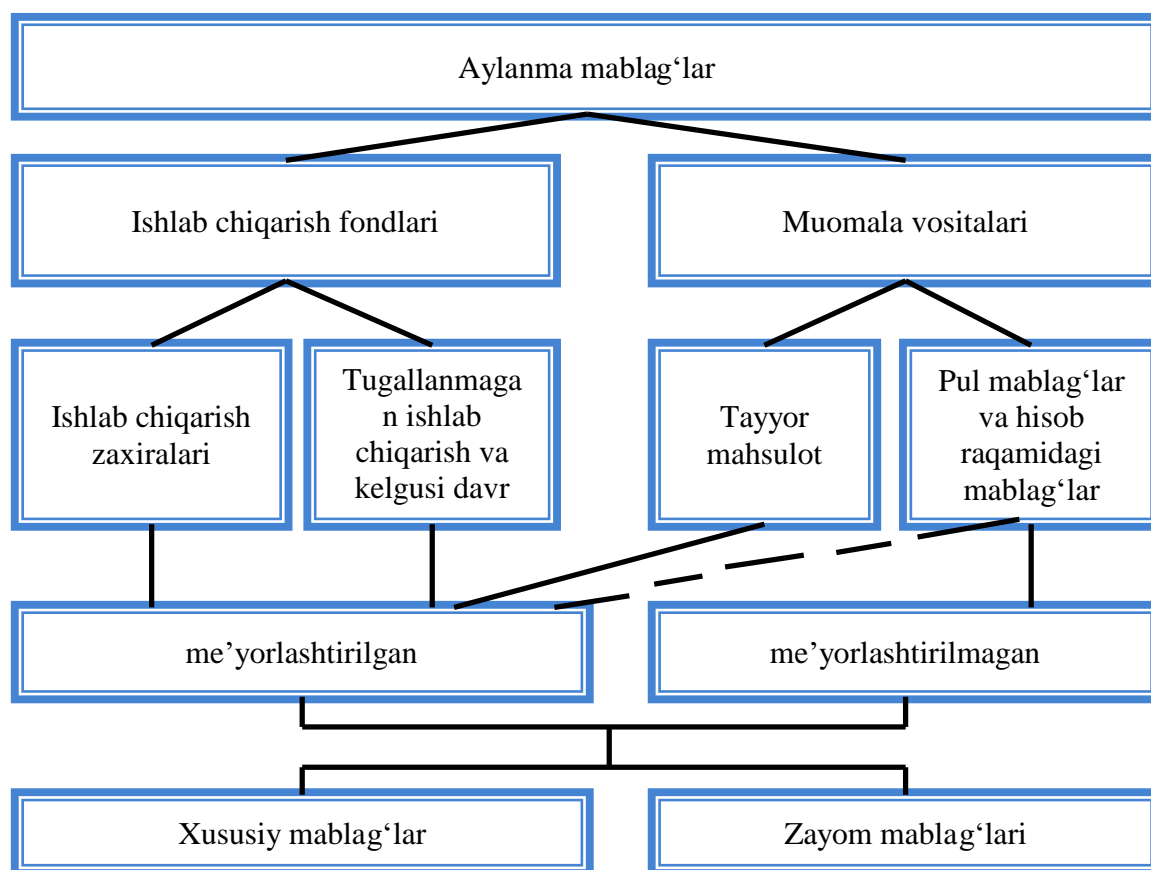 Aylanma mablag‘lar
Ishlab chiqarish fondlari
Muomala vositalari
Ishlab chiqarish
zaxiralari
Tugallanmaga
n ishlab
chiqarish va
kelgusi davr
Tayyor
mahsulot
Pul mablag‘lar
va hisob
raqamidagi
mablag‘lar
me’yorlashtirilgan
me’yorlashtirilmagan
Xususiy mablag‘lar
Zayom mablag‘lari